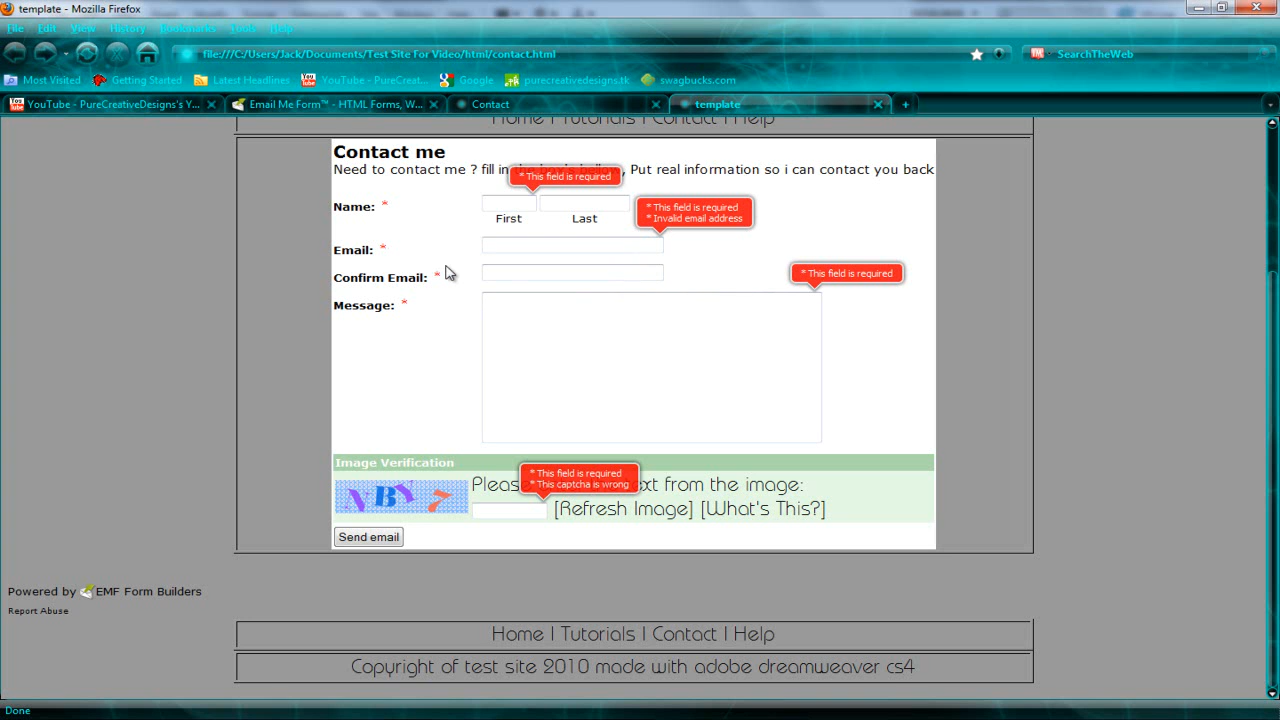 template - Mozilla Firefox
File Edit View History Bookmarks Tools Help
file:///C:/Users/Jack/Documents/Test Site For Video/html/contact.html
SearchTheWeb
Most Visited Getting Started Latest Headlines YouTube - PureCreat... Google purecreativedesigns.tk swagbucks.com
YouTube - PureCreativeDesigns's Y... Email Me Form™ - HTML Forms, W... Contact template
Home | Tutorials | Contact | Help
Contact me
Need to contact me ? fill in the box's bellow, Put real information so i can contact you back
* This field is required
Name: *
First Last
* This field is required
* Invalid email address
Email: *
Confirm Email: *
* This field is required
Message: *
Image Verification
* This field is required
* This captcha is wrong
NBY7
Please text from the image:
[Refresh Image] [What's This?]
Send email
Powered by EMF Form Builders
Report Abuse
Home | Tutorials | Contact | Help
Copyright of test site 2010 made with adobe dreamweaver cs4
Done